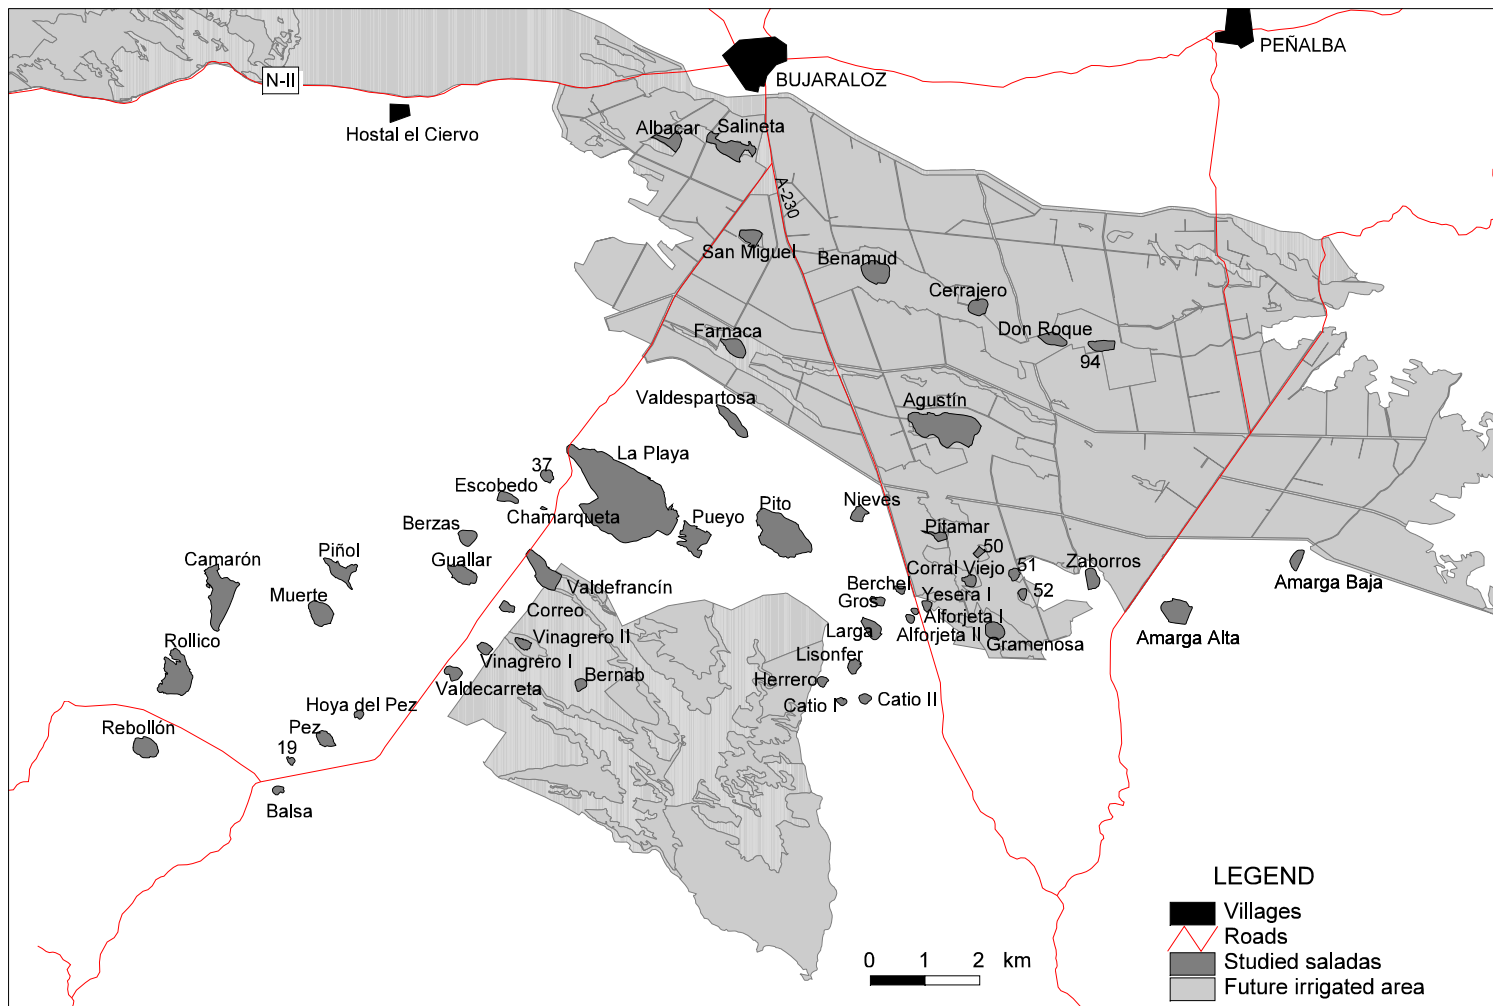 PEÑALBA
BUJARALOZ
N-II
Hostal el Ciervo
Albacar
Salineta
A-230
San Miguel
Benamud
Cerrajero
Farnaca
Don Roque
94
Valdespartosa
Agustín
La Playa
37
Escobedo
Chamarqueta
Pito
Nieves
Berzas
Pueyo
Pitamar
Guallar
50
Camarón
Piñol
Corral Viejo
51
Zaborros
Muerte
Valdefrancín
Berchel
Yesera I
52
Amarga Baja
Gros
Correo
Alforjeta I
Larga
Alforjeta II
Amarga Alta
Rollico
Vinagrero II
Gramenosa
Vinagrero I
Lisonfer
Valdecarreta
Bernab
Herrero
Hoya del Pez
Catio I
Catio II
Rebollón
Pez
19
Balsa
LEGEND
Villages
Roads
Studied saladas
Future irrigated area
0 1 2 km